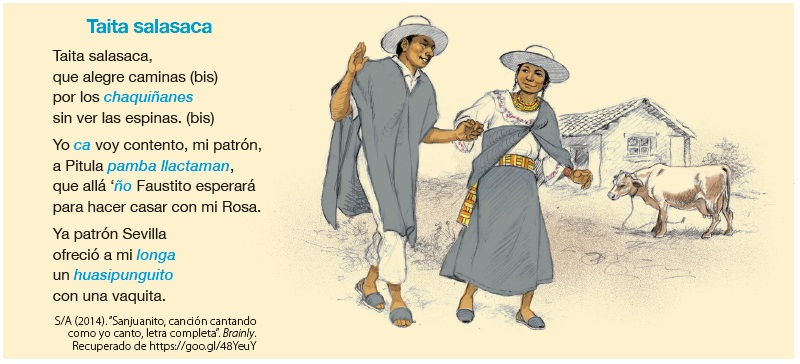 Taita salasaca
Taita salasaca,
que alegre caminas (bis)
por los chaquiñanes
sin ver las espinas. (bis)
Yo ca voy contento, mi patrón,
a Pitula pamba llactaman,
que allá ‘ño Faustito esperará
para hacer casar con mi Rosa.
Ya patrón Sevilla
ofreció a mi longa
un huasipunguito
con una vaquita.
S/A (2014). “Sanjuanito, canción cantando
como yo canto, letra completa”. Brainly.
Recuperado de https://goo.gl/48YeuY